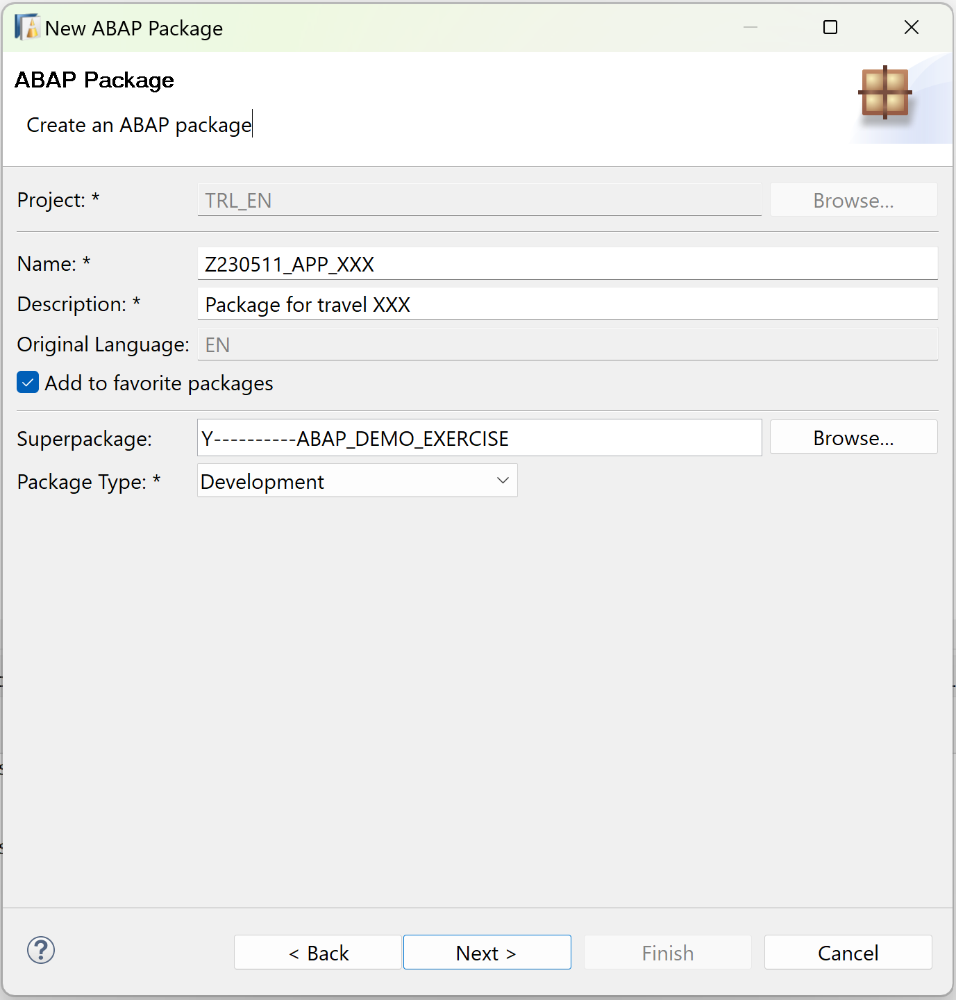 New ABAP Package
ABAP Package
Create an ABAP package
Project: * TRL_EN Browse...
Name: * Z230511_APP_XXX
Description: * Package for travel XXX
Original Language: EN
Add to favorite packages
Superpackage: Y----------ABAP_DEMO_EXERCISE Browse...
Package Type: * Development
? < Back Next > Finish Cancel